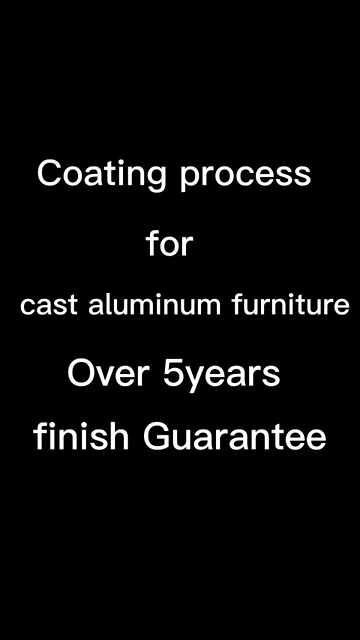 Coating process
for
cast aluminum furniture
Over 5years
finish Guarantee